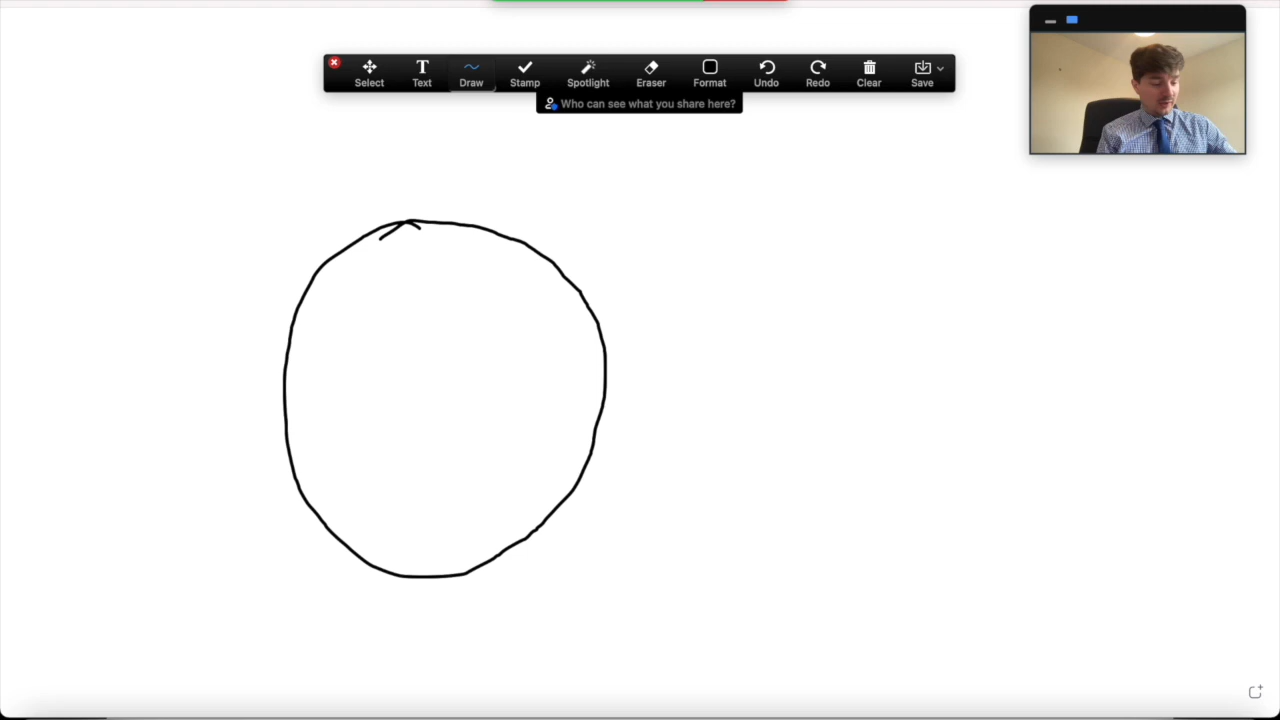 Select Text Draw Stamp Spotlight Eraser Format Undo Redo Clear Save
Who can see what you share here?